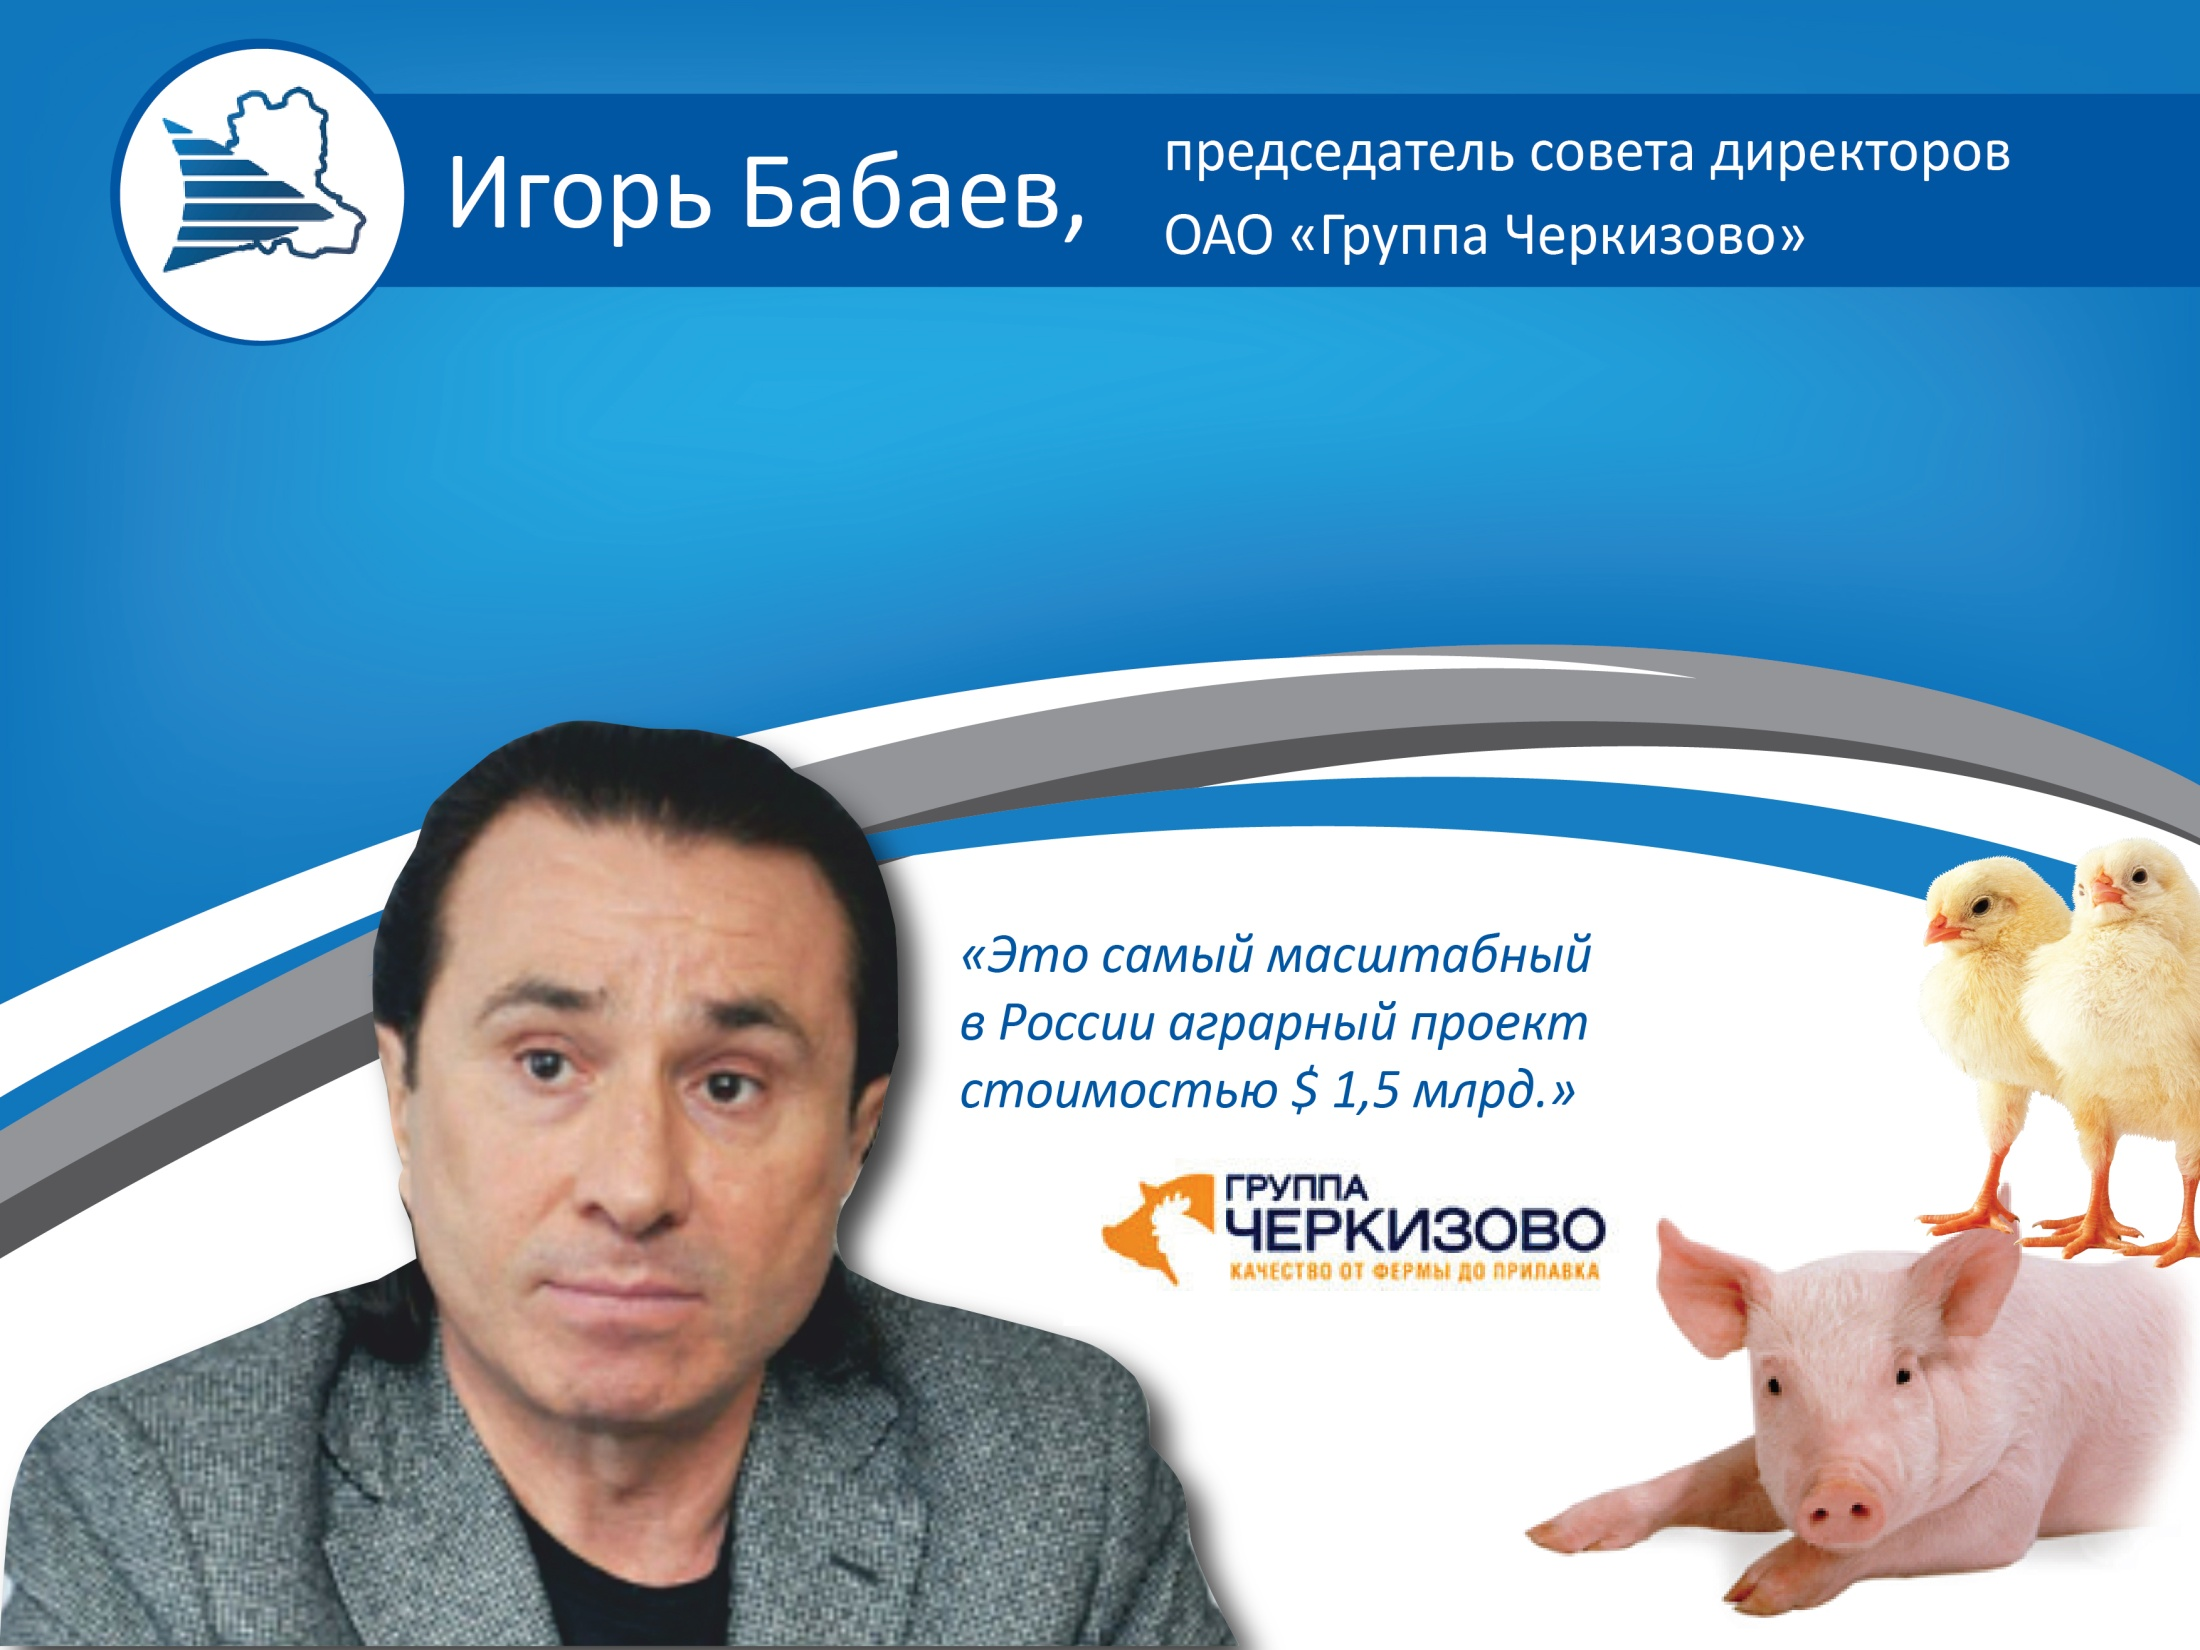 Игорь Бабаев,
председатель совета директоров
ОАО «Группа Черкизово»
«Это самый масштабный
в России аграрный проект
стоимостью $ 1,5 млрд.»
ГРУППА
ЧЕРКИЗОВО
КАЧЕСТВО ОТ ФЕРМЫ ДО ПРИЛАВКА